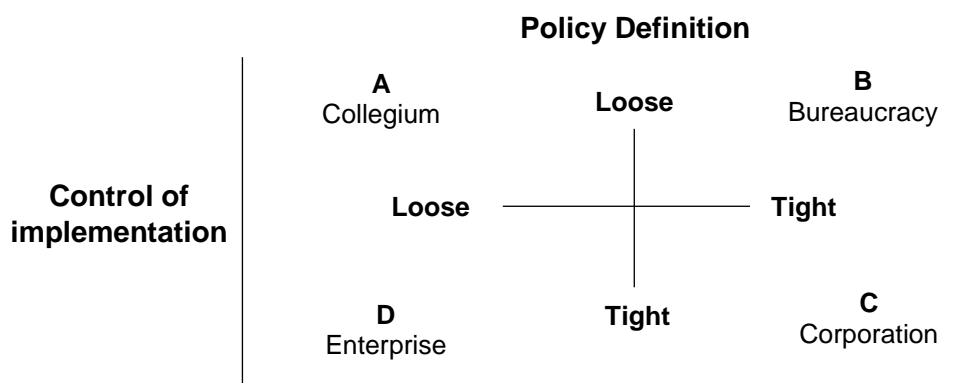 Policy Definition
A
Collegium
Loose
B
Bureaucracy
Control of
implementation
Loose
Tight
D
Enterprise
Tight
C
Corporation